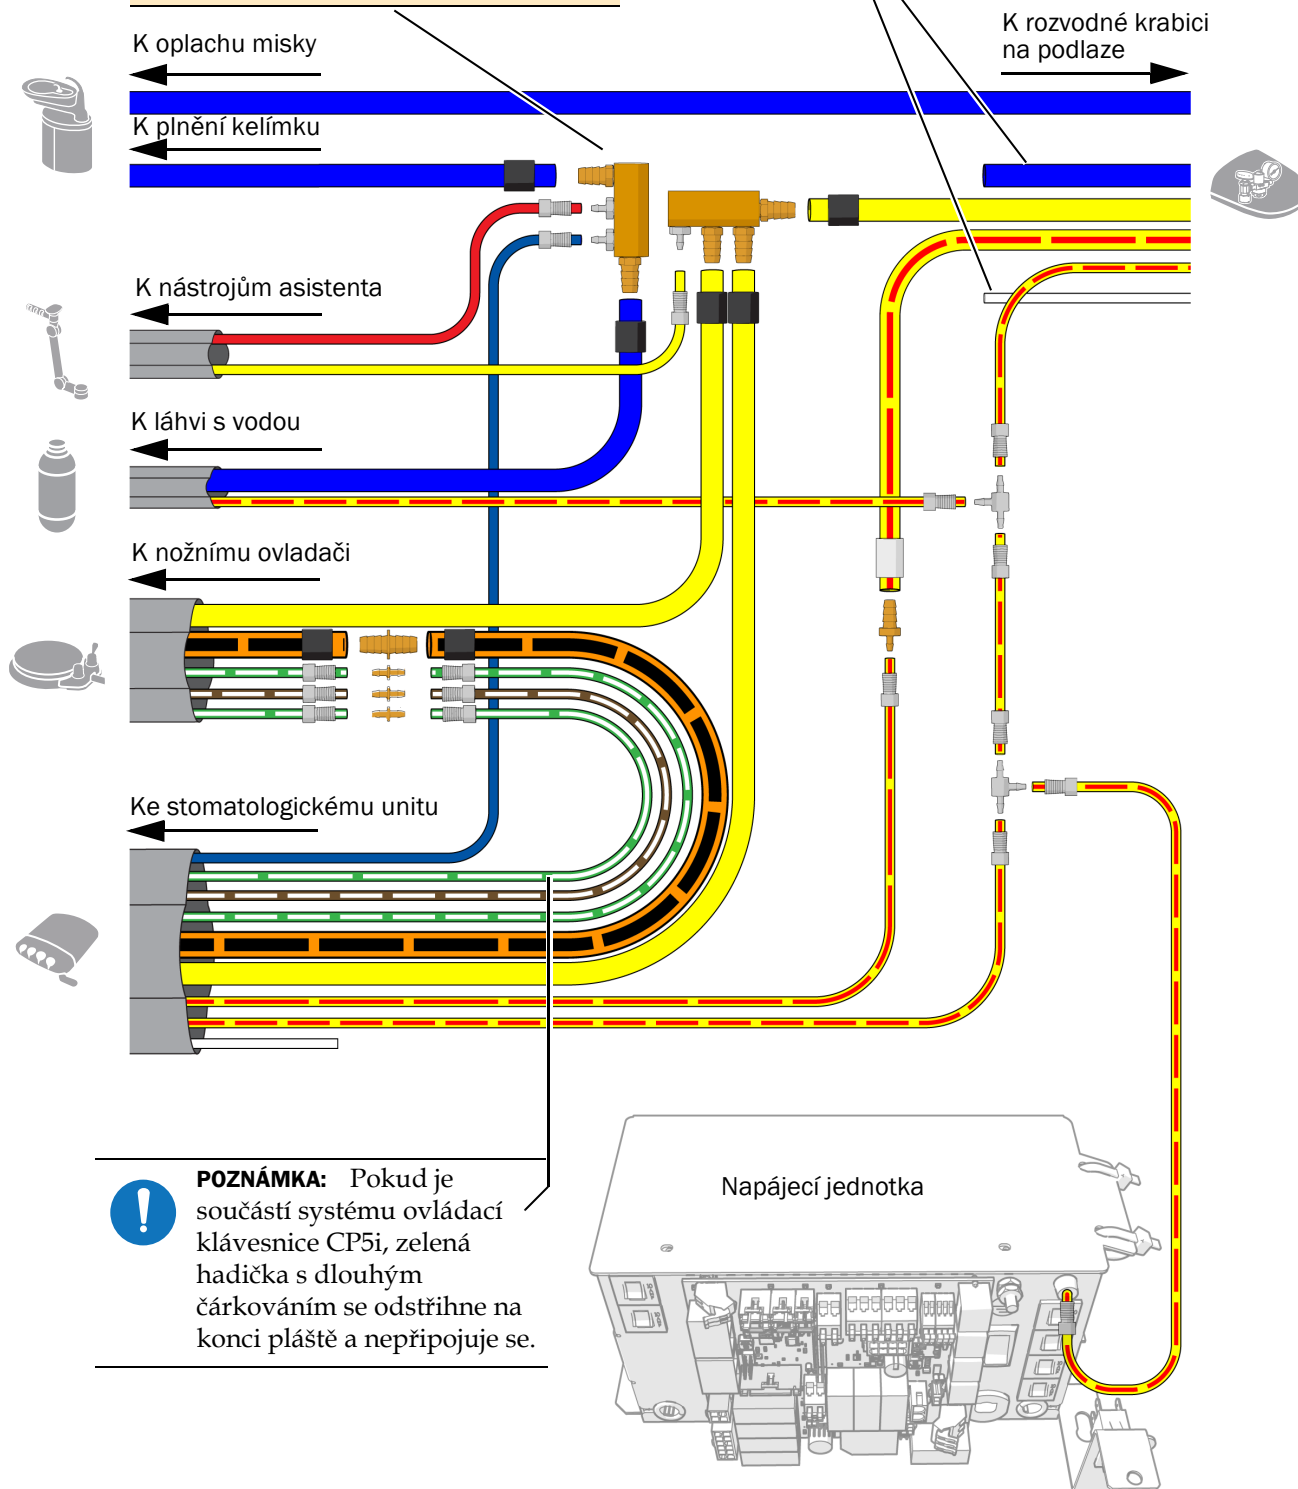 K oplachu misky
K rozvodné krabici
na podlaze
K plnění kelímku
K nástrojům asistenta
K láhvi s vodou
K nožnímu ovladači
Ke stomatologickému unitu
POZNÁMKA: Pokud je
součástí systému ovládací
klávesnice CP5i, zelená
hadička s dlouhým
čárkováním se odstřihne na
konci pláště a nepřipojuje se.
Napájecí jednotka